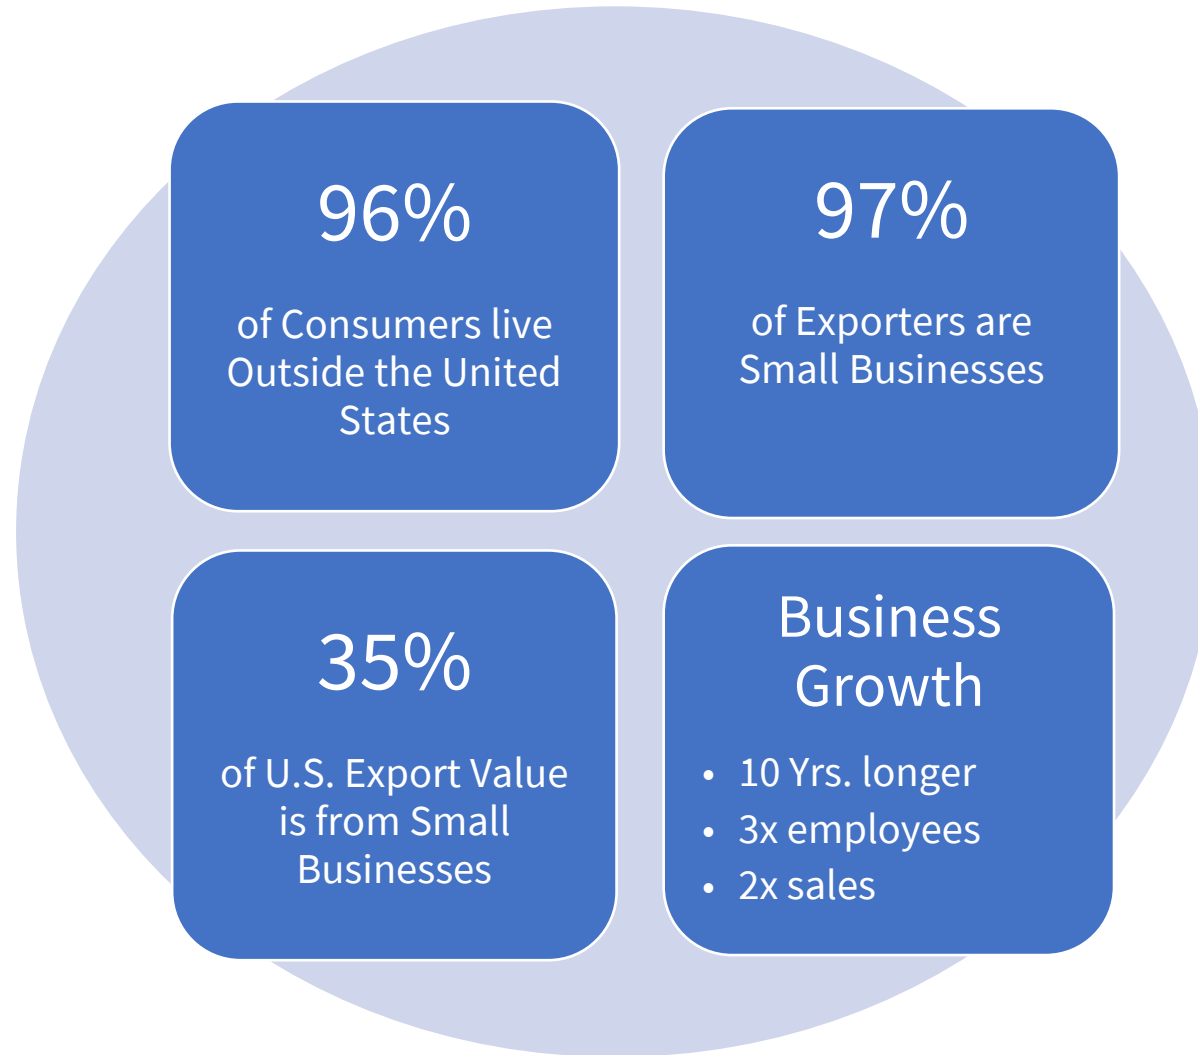 96%
of Consumers live
Outside the United
States
97%
of Exporters are
Small Businesses
35%
of U.S. Export Value
is from Small
Businesses
Business
Growth
• 10 Yrs. longer
• 3x employees
• 2x sales